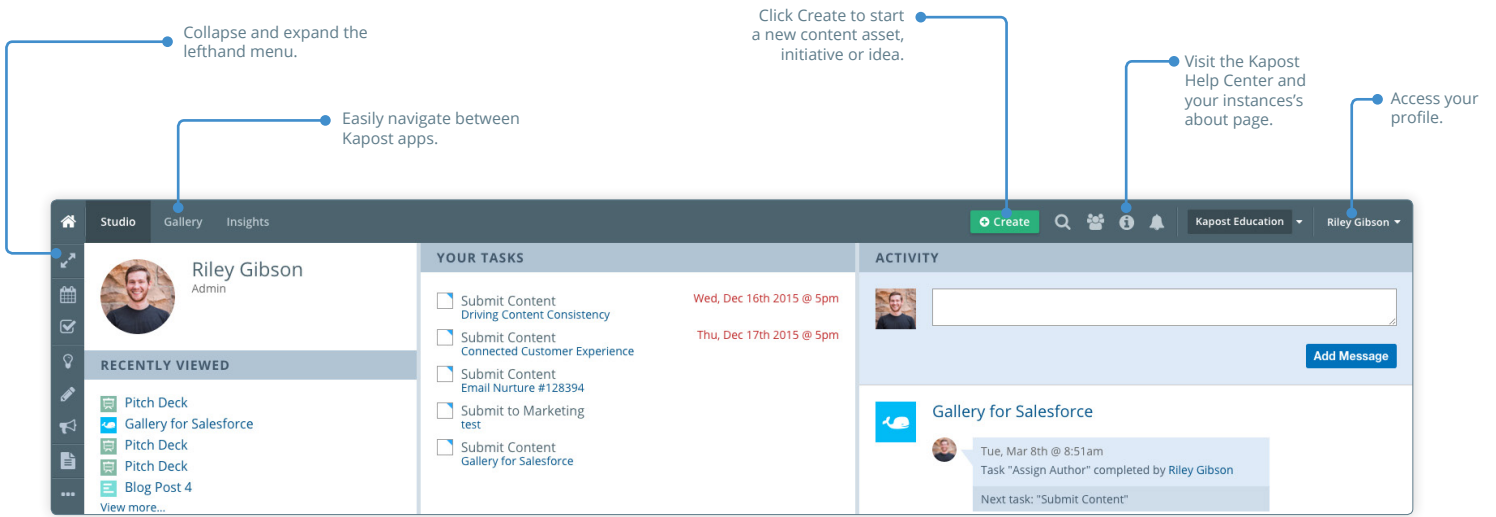 Collapse and expand the
lefthand menu.
Easily navigate between
Kapost apps.
Click Create to start
a new content asset,
initiative or idea.
Visit the Kapost
Help Center and
your instances's
about page.
Access your
profile.
Studio Gallery Insights Create Kapost Education Riley Gibson
Riley Gibson
Admin
RECENTLY VIEWED
Pitch Deck
Gallery for Salesforce
Pitch Deck
Pitch Deck
Blog Post 4
View more...
YOUR TASKS
Submit Content Wed, Dec 16th 2015 @ 5pm
Driving Content Consistency
Submit Content Thu, Dec 17th 2015 @ 5pm
Connected Customer Experience
Submit Content
Email Nurture #128394
Submit to Marketing
test
Submit Content
Gallery for Salesforce
ACTIVITY
Add Message
Gallery for Salesforce
Tue, Mar 8th @ 8:51am
Task "Assign Author" completed by Riley Gibson
Next task: "Submit Content"